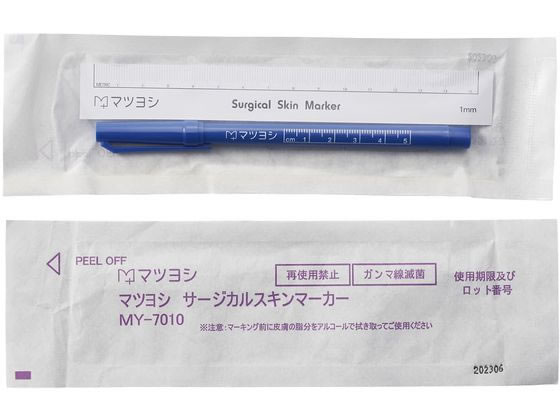 202306
METRIC 1
マツヨシ
Surgical Skin Marker
1mm
マツヨシ cm 1 2 3 4 5
PEEL OFF
マツヨシ
再使用禁止
ガンマ線滅菌
使用期限及び
ロット番号
マツヨシ サージカルスキンマーカー
MY-7010
※注意:マーキング前に皮膚の脂分をアルコールで拭き取ってご使用ください
202306